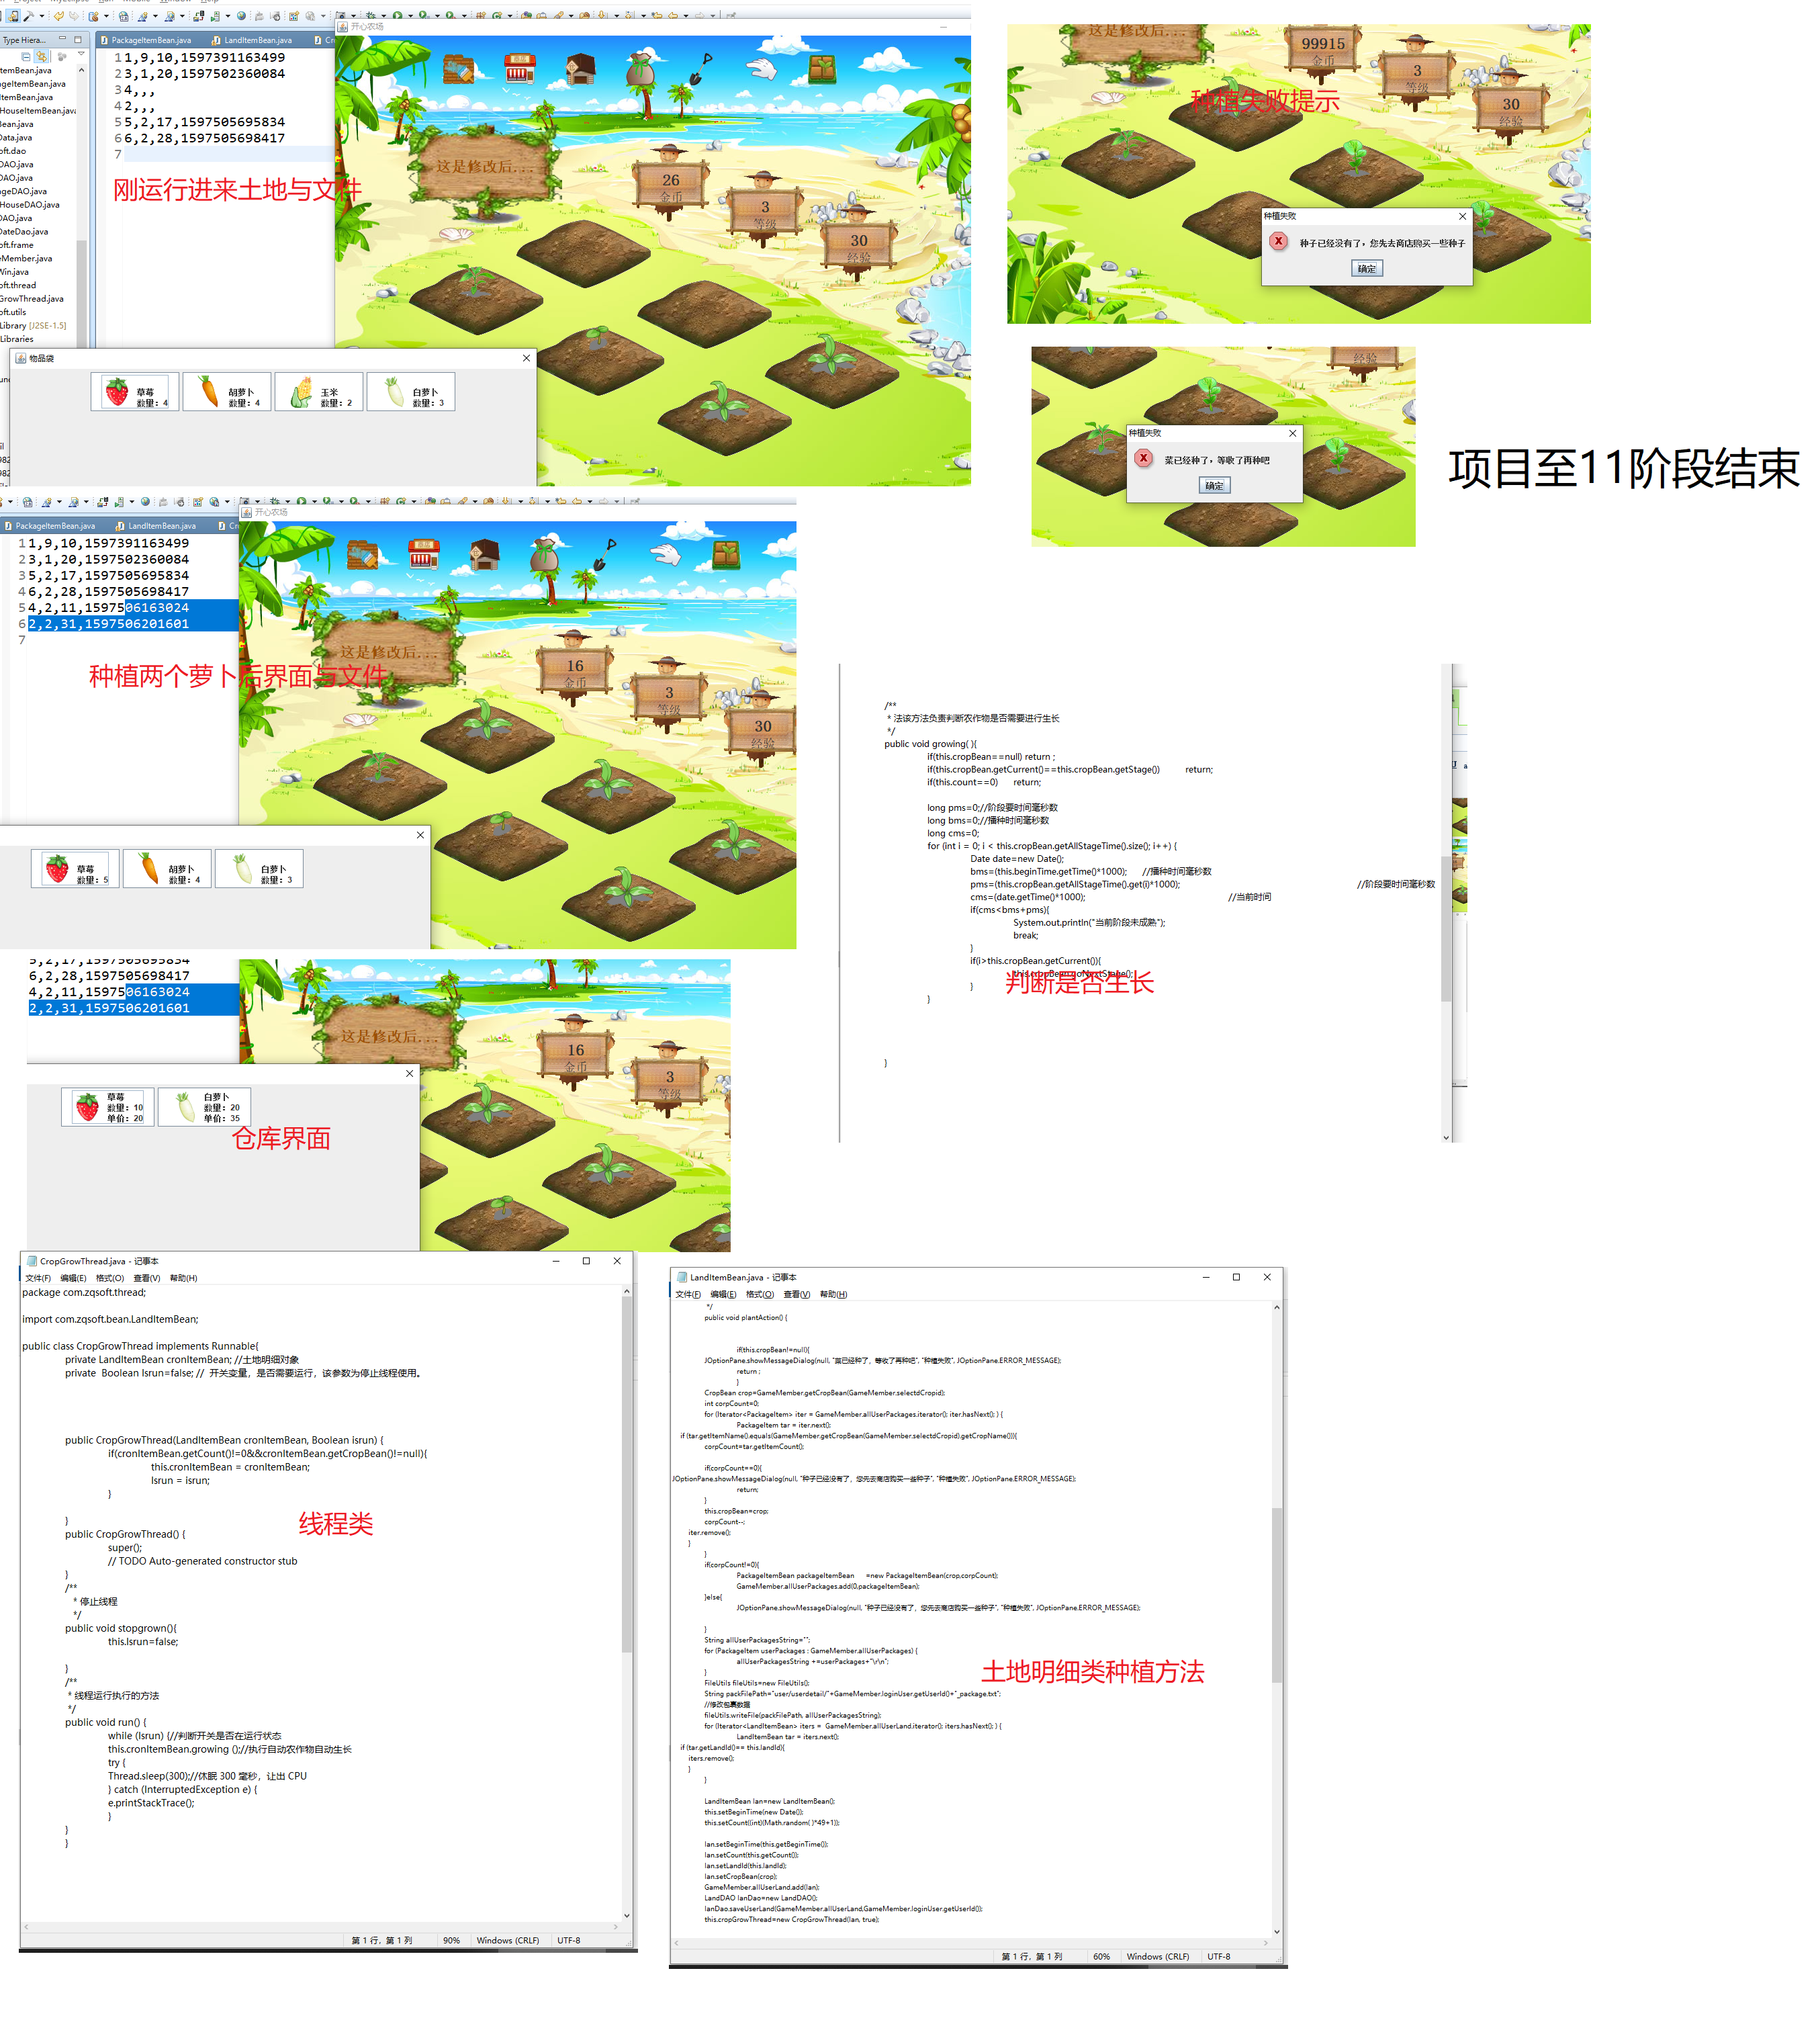 Type Hiera...
PackageItemBean.java
LandItemBean.java
开心农场
1 1,9,10,1597391163499
2 3,1,20,1597502360084
3 4,,,
4 2,,,
5 5,2,17,1597505695834
6 6,2,28,1597505698417
7
刚运行进来土地与文件
temBean.java
ageItemBean.java
ItemBean.java
HouseItemBean.java
Bean.java
Data.java
oft.dao
DAO.java
DAO.java
ageDAO.java
HouseDAO.java
DAO.java
DateDao.java
oft.frame
eMember.java
Win.java
oft.thread
GrowThread.java
oft.utils
Library [J2SE-1.5]
Libraries
这是修改后...
26
金币
3
等级
30
经验
物品袋
草莓
数量：4
胡萝卜
数量：4
玉米
数量：2
白萝卜
数量：3
这是修改后...
99915
金币
3
等级
30
经验
种植失败提示
种植失败
种子已经没有了，您先去商店购买一些种子
确定
经验
种植失败
菜已经种了，等收了再种吧
确定
项目至11阶段结束
PackageItemBean.java
LandItemBean.java
开心农场
1 1,9,10,1597391163499
2 3,1,20,1597502360084
3 5,2,17,1597505695834
4 6,2,28,1597505698417
5 4,2,11,1597506163024
6 2,2,31,1597506201601
7
种植两个萝卜后界面与文件
这是修改后...
16
金币
3
等级
30
经验
草莓
数量：5
胡萝卜
数量：4
白萝卜
数量：3
/**
* 法该方法负责判断农作物是否需要进行生长
*/
public void growing( ){
if(this.cropBean==null) return ;
if(this.cropBean.getCurrent()==this.cropBean.getStage()) return;
if(this.count==0) return;
long pms=0;//阶段要时间毫秒数
long bms=0;//播种时间毫秒数
long cms=0;
for (int i = 0; i < this.cropBean.getAllStageTime().size(); i++) {
Date date=new Date();
bms=(this.beginTime.getTime()*1000); //播种时间毫秒数
pms=(this.cropBean.getAllStageTime().get(i)*1000); //阶段要时间毫秒数
cms=(date.getTime()*1000); //当前时间
if(cms<bms+pms){
System.out.println("当前阶段未成熟");
break;
}
if(i>this.cropBean.getCurrent()){
this.cropBean.toNextStage();
}
}
}
判断是否生长
5,2,17,1597505695834
6,2,28,1597505698417
4,2,11,1597506163024
2,2,31,1597506201601
这是修改后...
16
金币
3
等级
草莓
数量：10
单价：20
白萝卜
数量：20
单价：35
仓库界面
CropGrowThread.java - 记事本
文件(F) 编辑(E) 格式(O) 查看(V) 帮助(H)
package com.zqsoft.thread;
import com.zqsoft.bean.LandItemBean;
public class CropGrowThread implements Runnable{
private LandItemBean cronItemBean; //土地明细对象
private Boolean Isrun=false; // 开关变量，是否需要运行，该参数为停止线程使用。
public CropGrowThread(LandItemBean cronItemBean, Boolean isrun) {
if(cronItemBean.getCount()!=0&&cronItemBean.getCropBean()!=null){
this.cronItemBean = cronItemBean;
Isrun = isrun;
}
}
public CropGrowThread() {
super();
// TODO Auto-generated constructor stub
}
/**
* 停止线程
*/
public void stopgrown(){
this.Isrun=false;
}
/**
* 线程运行执行的方法
*/
public void run() {
while (Isrun) {//判断开关是否在运行状态
this.cronItemBean.growing ();//执行自动农作物自动生长
try {
Thread.sleep(300);//休眠 300 毫秒，让出 CPU
} catch (InterruptedException e) {
e.printStackTrace();
}
}
}
线程类
第 1 行，第 1 列 90% Windows (CRLF) UTF-8
LandItemBean.java - 记事本
文件(F) 编辑(E) 格式(O) 查看(V) 帮助(H)
*/
public void plantAction() {
if(this.cropBean!=null){
JOptionPane.showMessageDialog(null, "菜已经种了，等收了再种吧", "种植失败", JOptionPane.ERROR_MESSAGE);
return ;
}
CropBean crop=GameMember.getCropBean(GameMember.selectdCropid);
int corpCount=0;
for (Iterator<PackageItem> iter = GameMember.allUserPackages.iterator(); iter.hasNext(); ) {
PackageItem tar = iter.next();
if (tar.getItemName().equals(GameMember.getCropBean(GameMember.selectdCropid).getCropName())){
corpCount=tar.getItemCount();
if(corpCount==0){
JOptionPane.showMessageDialog(null, "种子已经没有了，您先去商店购买一些种子", "种植失败", JOptionPane.ERROR_MESSAGE);
return;
}
this.cropBean=crop;
corpCount--;
iter.remove();
}
}
if(corpCount!=0){
PackageItemBean packageItemBean =new PackageItemBean(crop,corpCount);
GameMember.allUserPackages.add(0,packageItemBean);
}else{
JOptionPane.showMessageDialog(null, "种子已经没有了，您先去商店购买一些种子", "种植失败", JOptionPane.ERROR_MESSAGE);
}
String allUserPackagesString="";
for (PackageItem userPackages : GameMember.allUserPackages) {
allUserPackagesString +=userPackages+"\r\n";
}
FileUtils fileUtils=new FileUtils();
String packFilePath="user/userdetail/"+GameMember.loginUser.getUserId()+"_package.txt";
//修改包裹数据
fileUtils.writeFile(packFilePath, allUserPackagesString);
for (Iterator<LandItemBean> iters = GameMember.allUserLand.iterator(); iters.hasNext(); ) {
LandItemBean tar = iters.next();
if (tar.getLandId()== this.landId){
iters.remove();
}
}
LandItemBean lan=new LandItemBean();
this.setBeginTime(new Date());
this.setCount((int)(Math.random( )*49+1));
lan.setBeginTime(this.getBeginTime());
lan.setCount(this.getCount());
lan.setLandId(this.landId);
lan.setCropBean(crop);
GameMember.allUserLand.add(lan);
LandDAO lanDao=new LandDAO();
lanDao.saveUserLand(GameMember.allUserLand,GameMember.loginUser.getUserId());
this.cropGrowThread=new CropGrowThread(lan, true);
土地明细类种植方法
第 1 行，第 1 列 60% Windows (CRLF) UTF-8